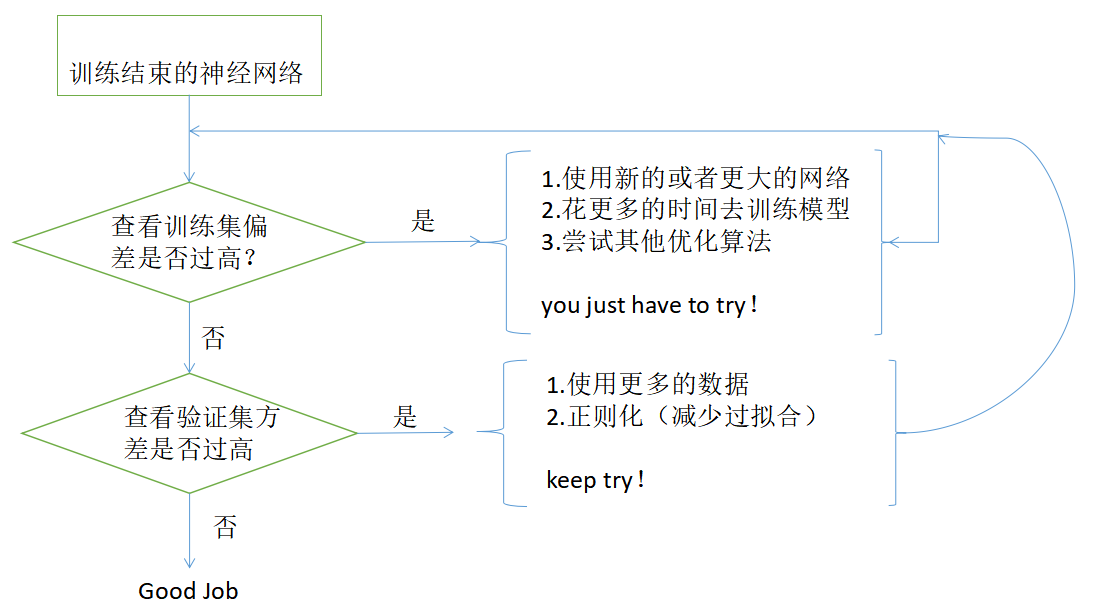 训练结束的神经网络
查看训练集偏
差是否过高？
是
1.使用新的或者更大的网络
2.花更多的时间去训练模型
3.尝试其他优化算法
you just have to try！
否
查看验证集方
差是否过高
是
1.使用更多的数据
2.正则化（减少过拟合）
keep try！
否
Good Job